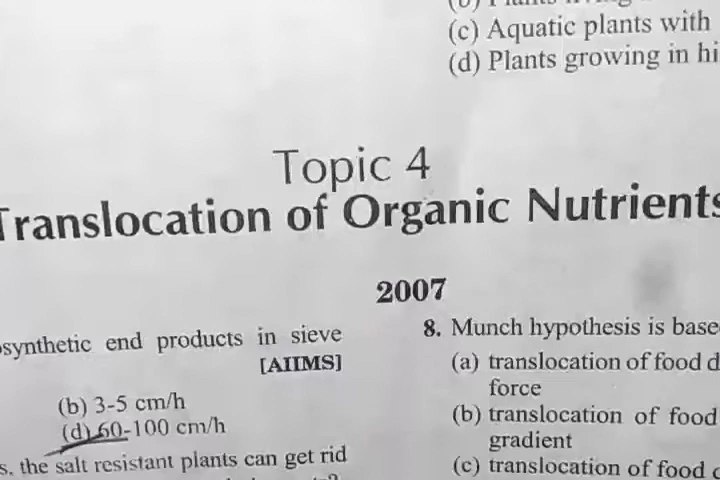 (c) Aquatic plants with
(d) Plants growing in hi
Topic 4
Translocation of Organic Nutrients
2007
synthetic end products in sieve
[AIIMS]
(b) 3-5 cm/h
(d) 60-100 cm/h
s, the salt resistant plants can get rid
8. Munch hypothesis is base
(a) translocation of food d
force
(b) translocation of food
gradient
(c) translocation of food